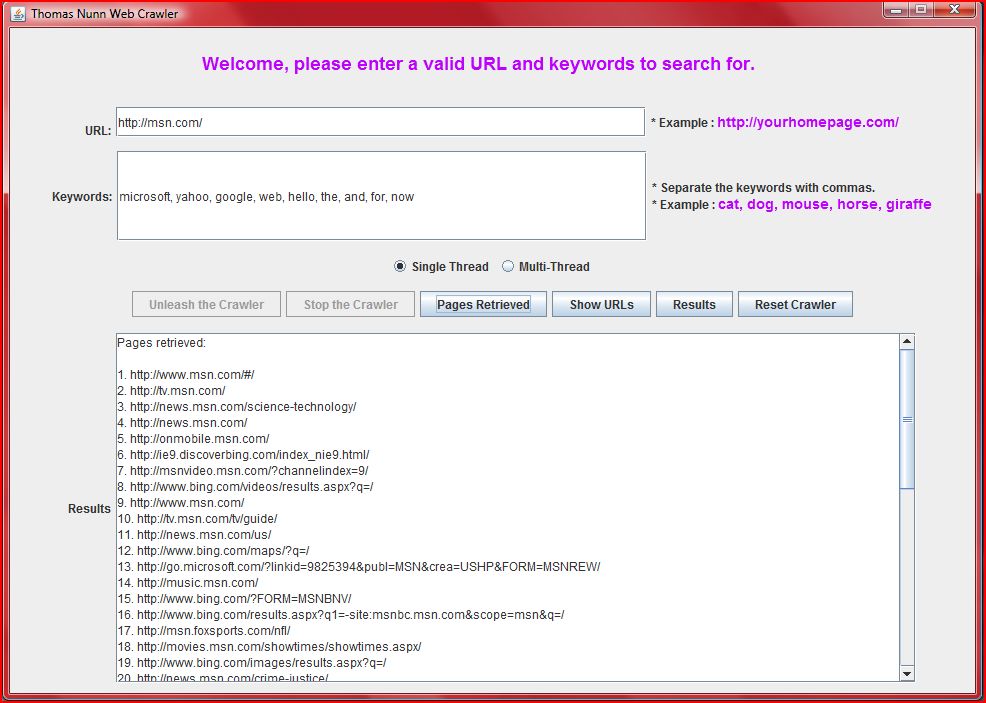 Thomas Nunn Web Crawler
Welcome, please enter a valid URL and keywords to search for.
URL: http://msn.com/ * Example : http://yourhomepage.com/
* Separate the keywords with commas.
Keywords: microsoft, yahoo, google, web, hello, the, and, for, now
* Example : cat, dog, mouse, horse, giraffe
Single Thread Multi-Thread
Unleash the Crawler Stop the Crawler Pages Retrieved Show URLs Results Reset Crawler
Pages retrieved:
1. http://www.msn.com/#/
2. http://tv.msn.com/
3. http://news.msn.com/science-technology/
4. http://news.msn.com/
5. http://onmobile.msn.com/
6. http://ie9.discoverbing.com/index_nie9.html/
7. http://msnvideo.msn.com/?channelindex=9/
8. http://www.bing.com/videos/results.aspx?q=/
9. http://www.msn.com/
Results
10. http://tv.msn.com/tv/guide/
11. http://news.msn.com/us/
12. http://www.bing.com/maps/?q=/
13. http://go.microsoft.com/?linkid=9825394&publ=MSN&crea=USHP&FORM=MSNREW/
14. http://music.msn.com/
15. http://www.bing.com/?FORM=MSNBNV/
16. http://www.bing.com/results.aspx?q1=-site:msnbc.msn.com&scope=msn&q=/
17. http://msn.foxsports.com/nfl/
18. http://movies.msn.com/showtimes/showtimes.aspx/
19. http://www.bing.com/images/results.aspx?q=/
20. http://news.msn.com/crime-justice/